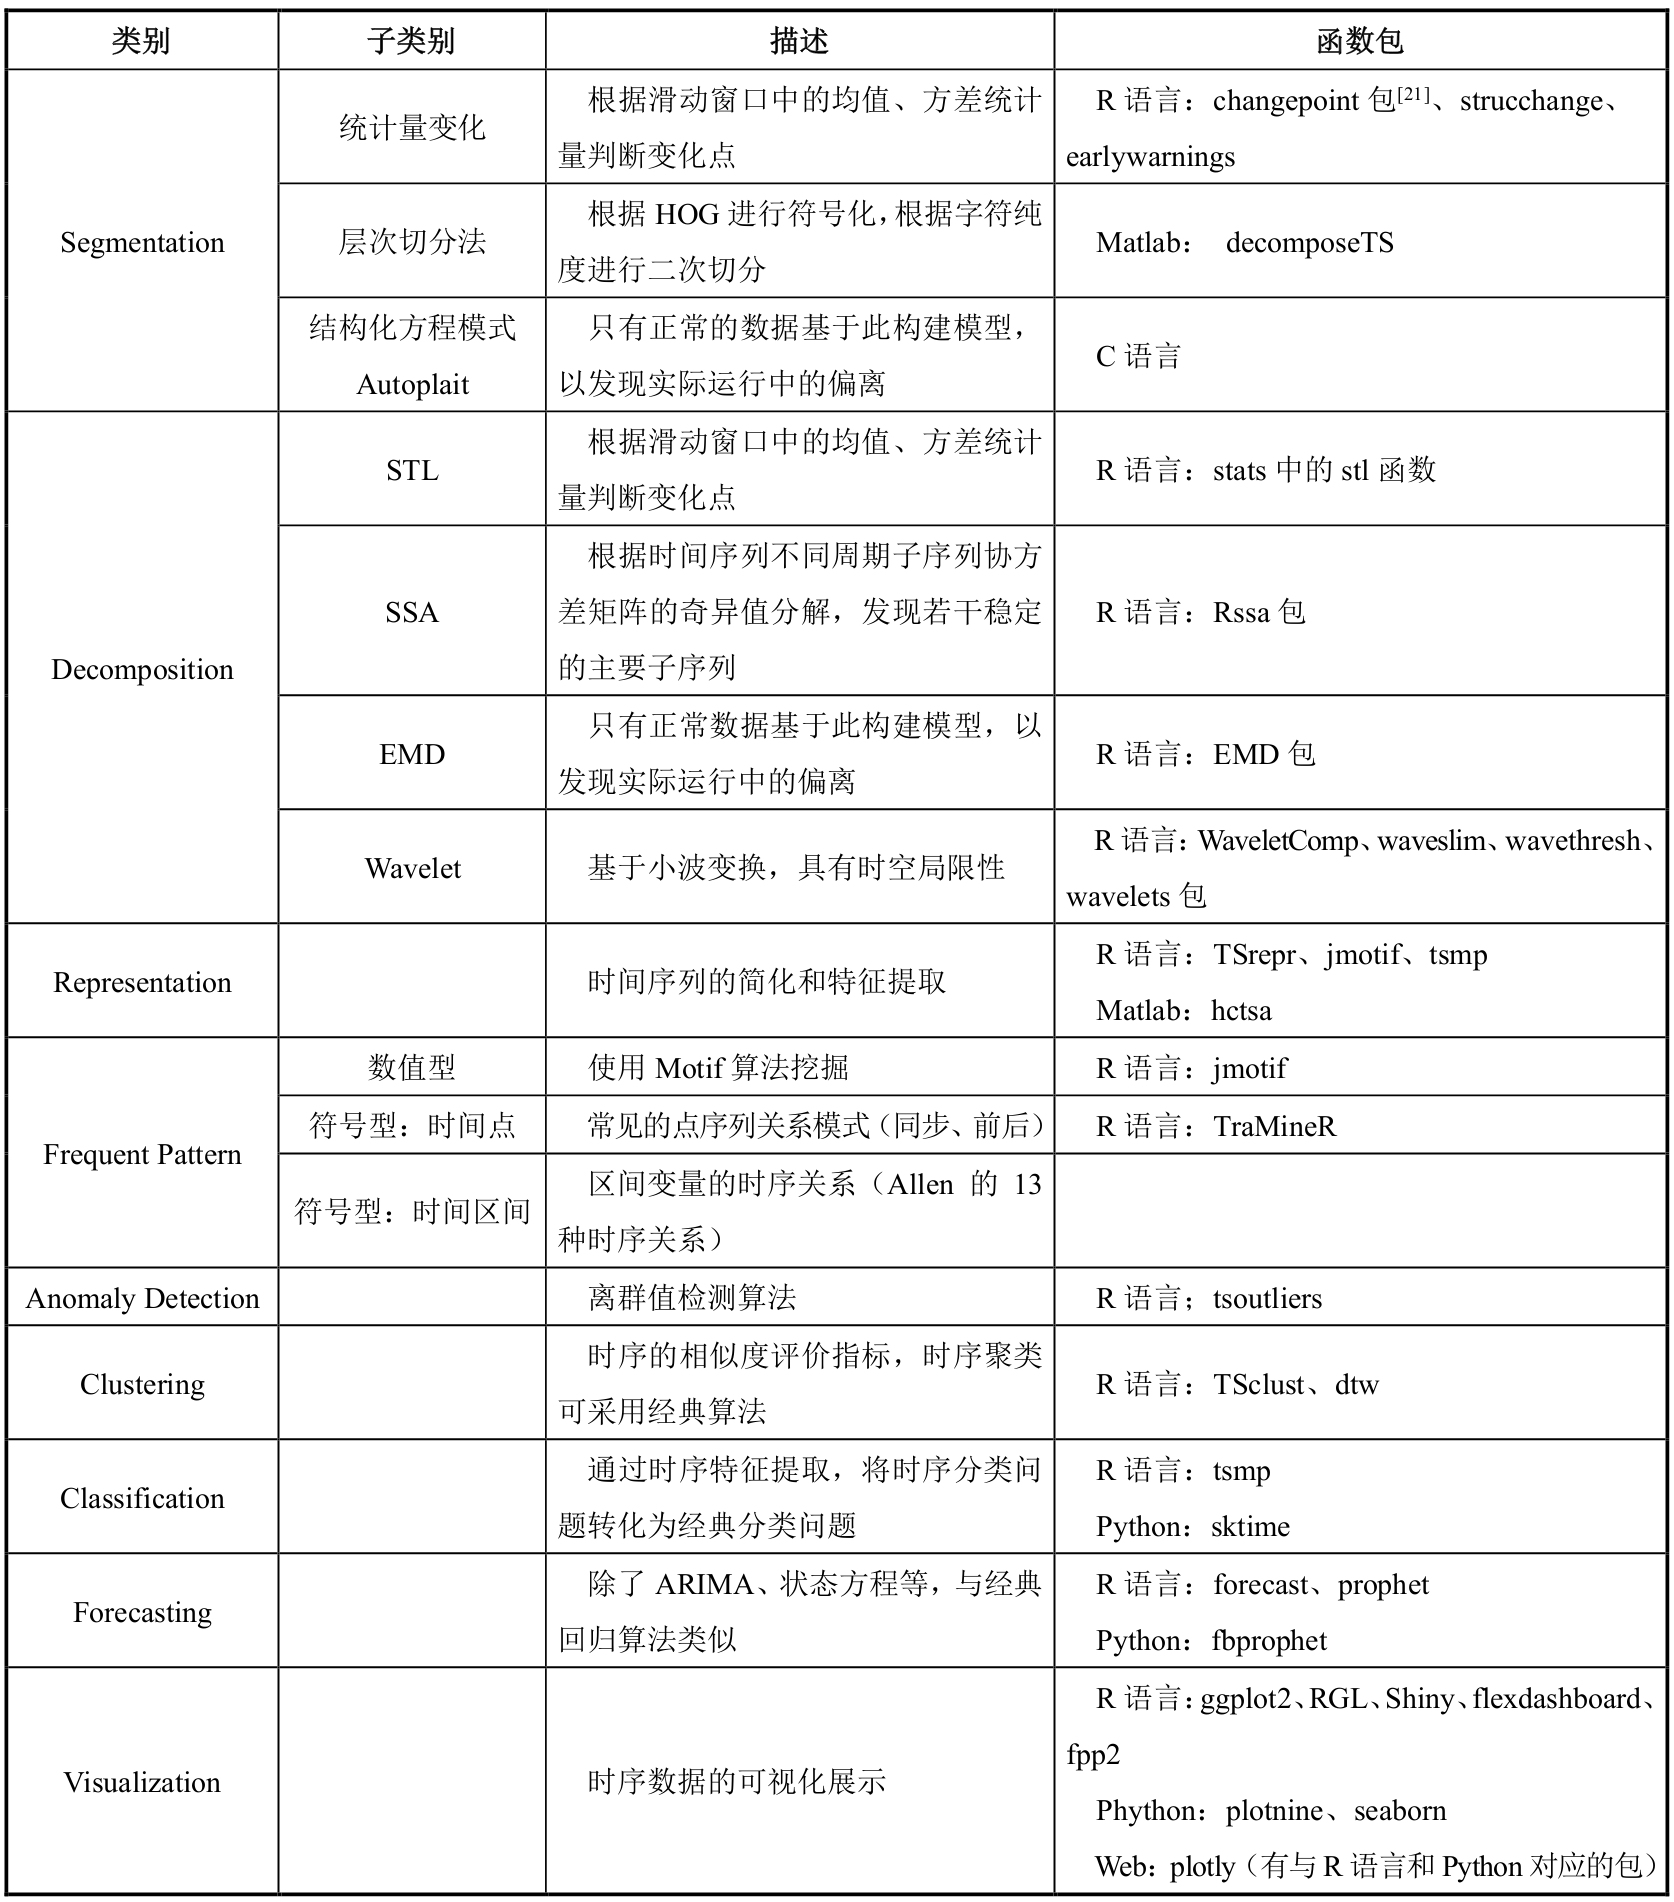 类别 子类别 描述 函数包
Segmentation
统计量变化
根据滑动窗口中的均值、方差统计
量判断变化点
R 语言：changepoint 包[21]、strucchange、
earlywarnings
层次切分法
根据 HOG 进行符号化，根据字符纯
度进行二次切分
Matlab： decomposeTS
结构化方程模式
Autoplait
只有正常的数据基于此构建模型，
以发现实际运行中的偏离
C 语言
Decomposition
STL
根据滑动窗口中的均值、方差统计
量判断变化点
R 语言：stats 中的 stl 函数
SSA
根据时间序列不同周期子序列协方
差矩阵的奇异值分解，发现若干稳定
的主要子序列
R 语言：Rssa 包
EMD
只有正常数据基于此构建模型，以
发现实际运行中的偏离
R 语言：EMD 包
Wavelet
基于小波变换，具有时空局限性
R 语言：WaveletComp、waveslim、wavethresh、
wavelets 包
Representation
时间序列的简化和特征提取
R 语言：TSrepr、jmotif、tsmp
Matlab：hctsa
Frequent Pattern
数值型
使用 Motif 算法挖掘
R 语言：jmotif
符号型：时间点
常见的点序列关系模式（同步、前后）
R 语言：TraMineR
符号型：时间区间
区间变量的时序关系（Allen 的 13
种时序关系）
Anomaly Detection
离群值检测算法
R 语言；tsoutliers
Clustering
时序的相似度评价指标，时序聚类
可采用经典算法
R 语言：TSclust、dtw
Classification
通过时序特征提取，将时序分类问
题转化为经典分类问题
R 语言：tsmp
Python：sktime
Forecasting
除了 ARIMA、状态方程等，与经典
回归算法类似
R 语言：forecast、prophet
Python：fbprophet
Visualization
时序数据的可视化展示
R 语言：ggplot2、RGL、Shiny、flexdashboard、
fpp2
Phython：plotnine、seaborn
Web：plotly（有与 R 语言和 Python 对应的包）